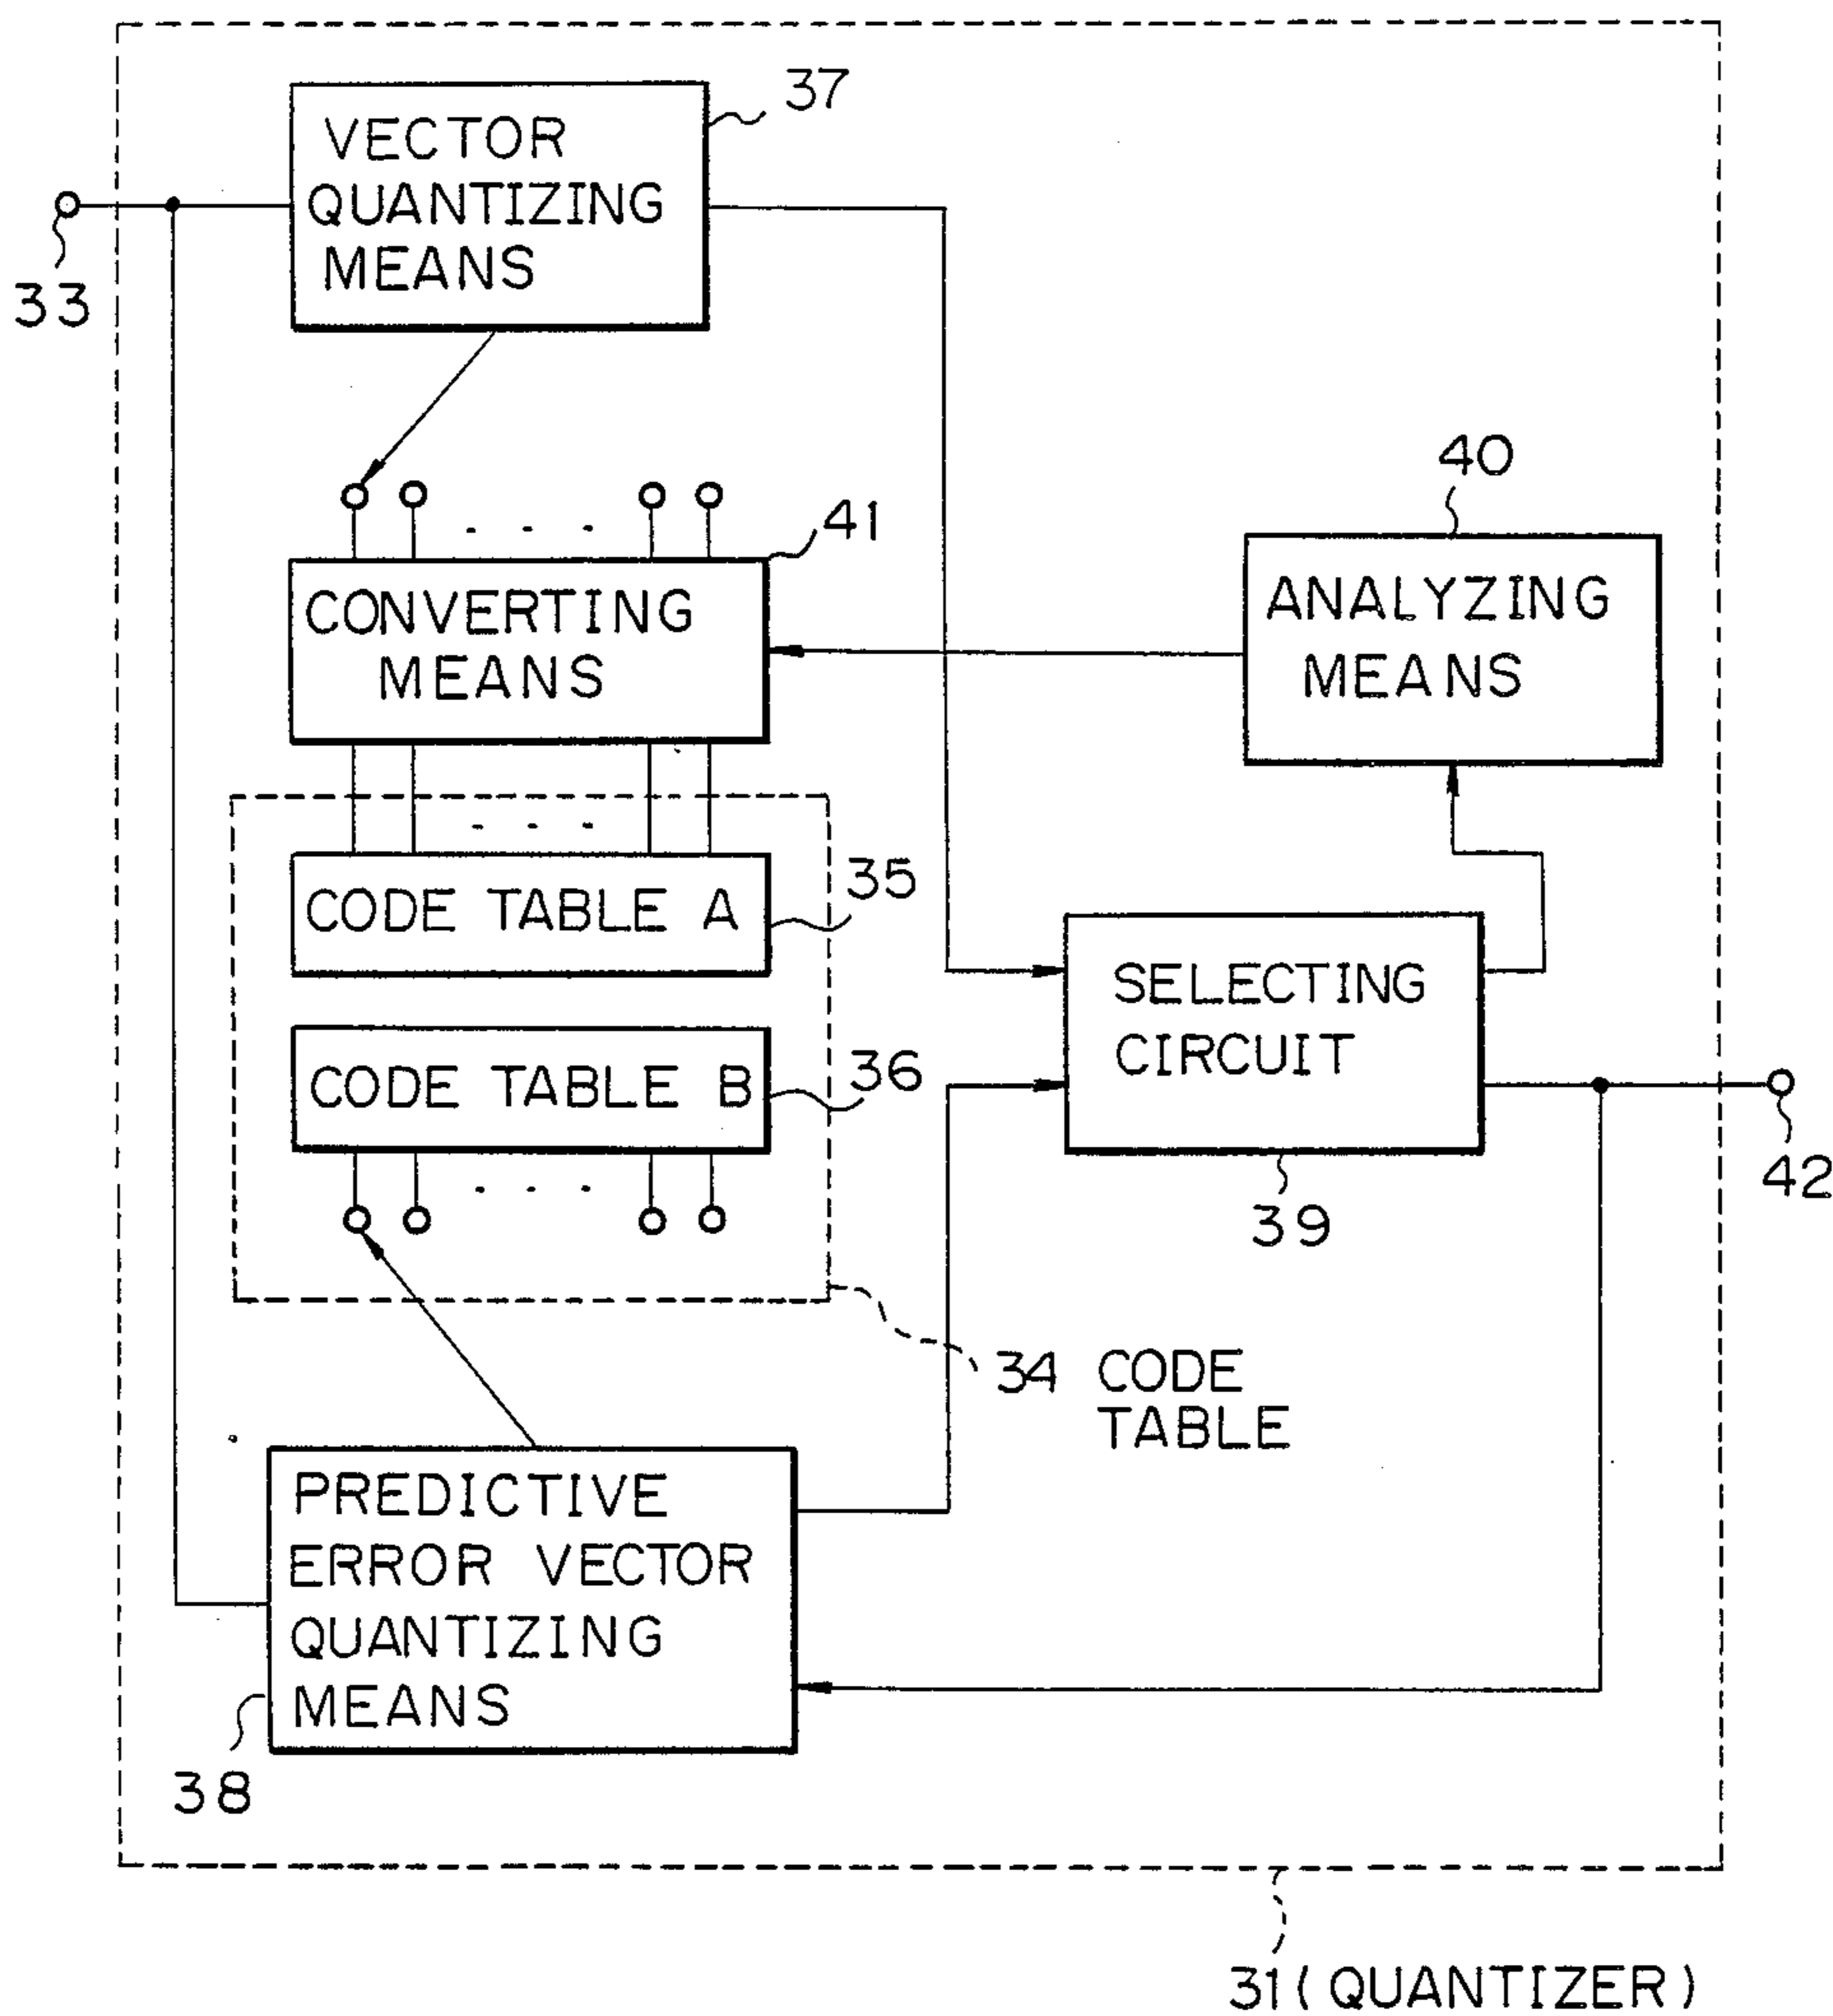 37
VECTOR
QUANTIZING
MEANS
33
40
41
CONVERTING
MEANS
ANALYZING
MEANS
35
CODE TABLE A
SELECTING
CIRCUIT
36
CODE TABLE B
42
39
34 CODE
TABLE
PREDICTIVE
ERROR VECTOR
QUANTIZING
MEANS
38
31 (QUANTIZER)